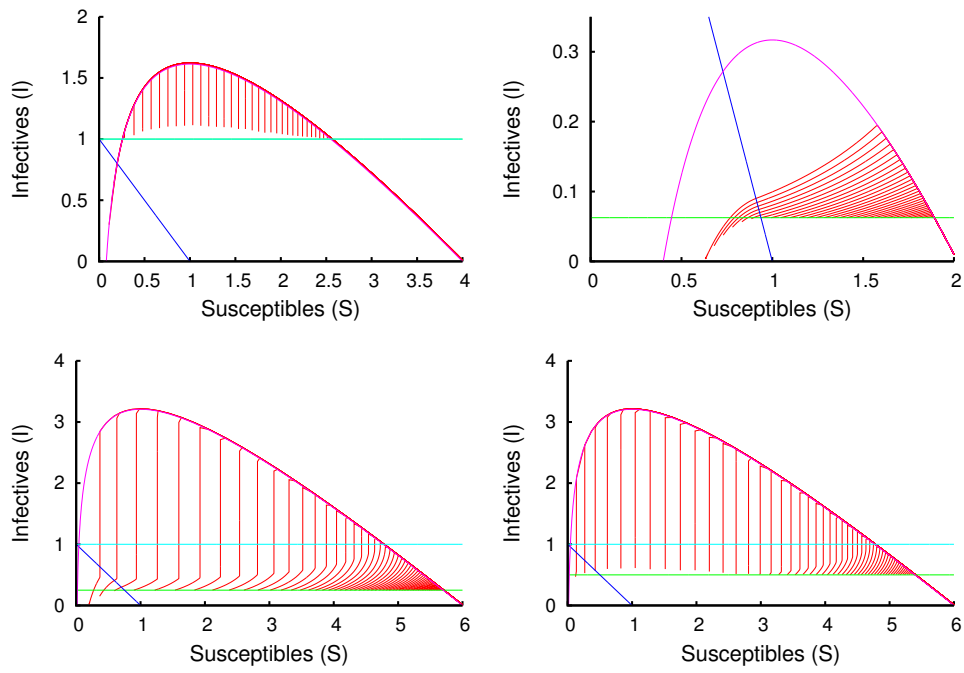 2
1.5
1
0.5
0
Infectives (I)
0 0.5 1 1.5 2 2.5 3 3.5 4
Susceptibles (S)
0.3
0.2
0.1
0
Infectives (I)
0 0.5 1 1.5 2
Susceptibles (S)
4
3
2
1
0
Infectives (I)
0 1 2 3 4 5 6
Susceptibles (S)
4
3
2
1
0
Infectives (I)
0 1 2 3 4 5 6
Susceptibles (S)